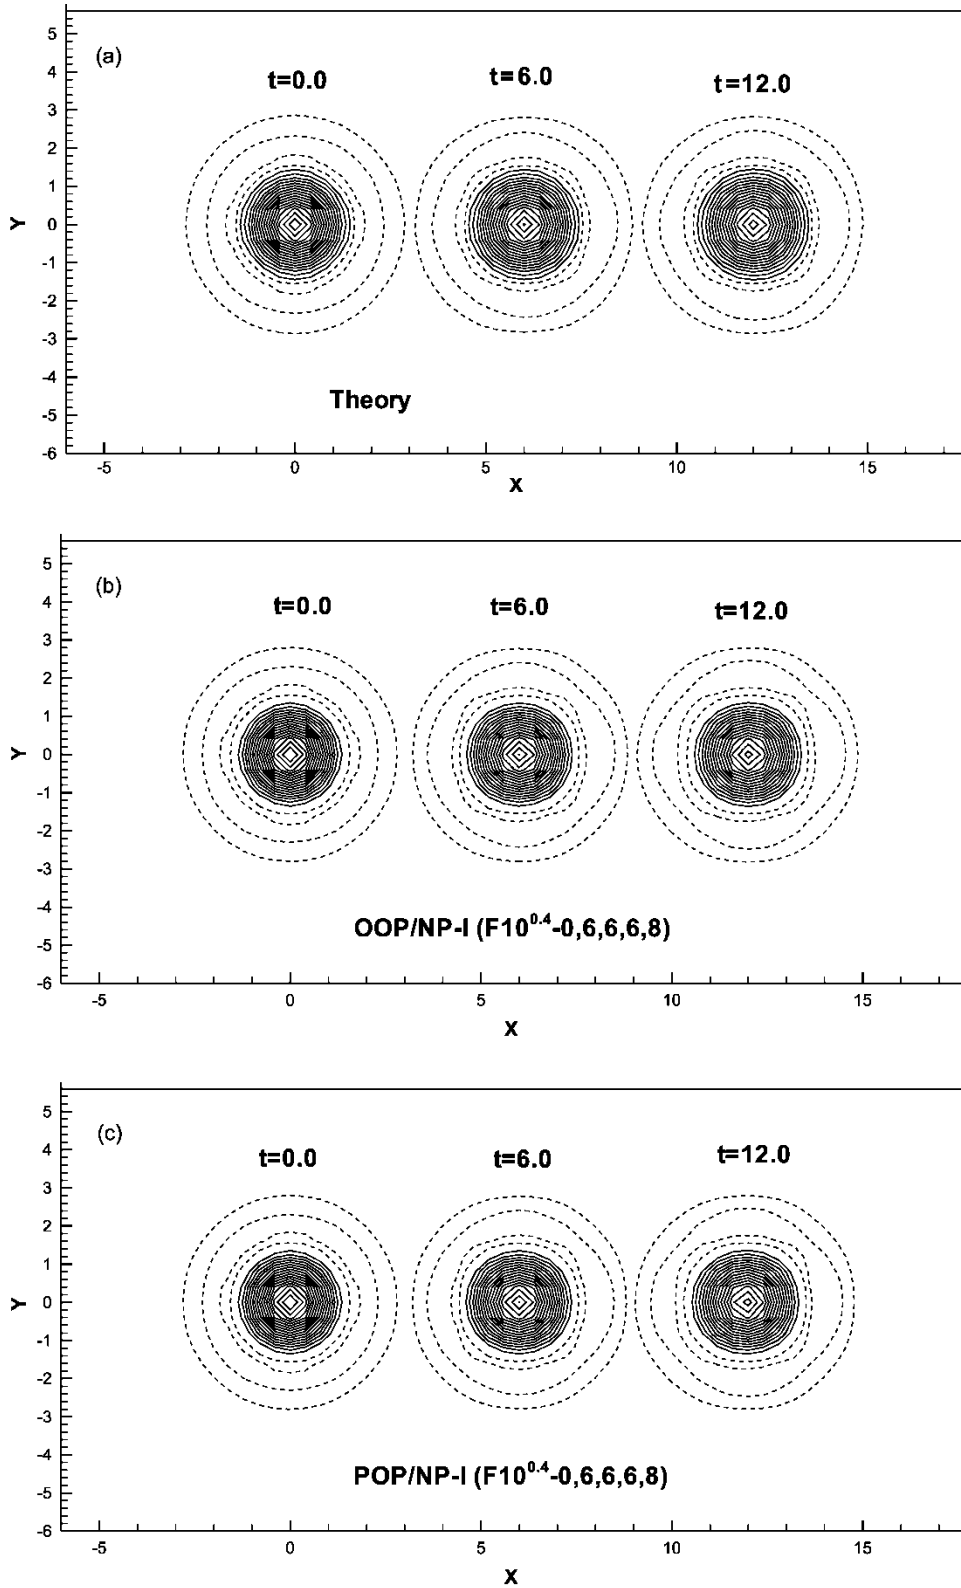 (a)
t=0.0
t=6.0
t=12.0
5
4
3
2
1
0
-1
-2
-3
-4
-5
-6
Y
Theory
-5
0
5
10
15
X
(b)
t=0.0
t=6.0
t=12.0
5
4
3
2
1
0
-1
-2
-3
-4
-5
-6
Y
OOP/NP-I (F10^0.4-0,6,6,6,8)
-5
0
5
10
15
X
(c)
t=0.0
t=6.0
t=12.0
5
4
3
2
1
0
-1
-2
-3
-4
-5
-6
Y
POP/NP-I (F10^0.4-0,6,6,6,8)
-5
0
5
10
15
X